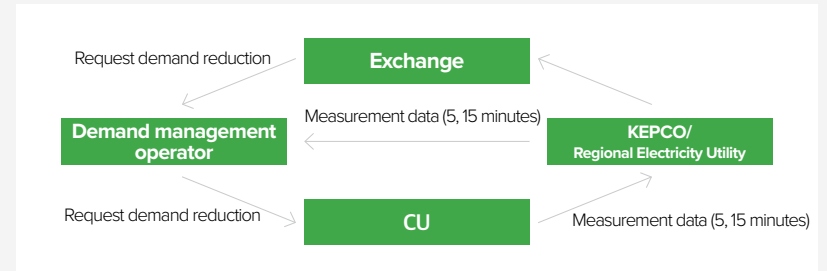 Request demand reduction
Exchange
Measurement data (5, 15 minutes)
Demand management
operator
KEPCO/
Regional Electricity Utility
Request demand reduction
CU
Measurement data (5, 15 minutes)